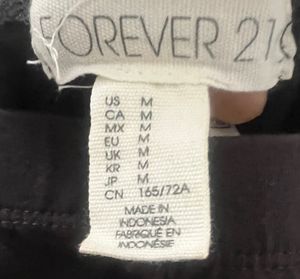 FOREVER 21
US M
CA M
MX M
EU M
UK M
KR M
JP M
CN 165/72A
MADE IN
INDONESIA
FABRIQUÉ EN
INDONÉSIE